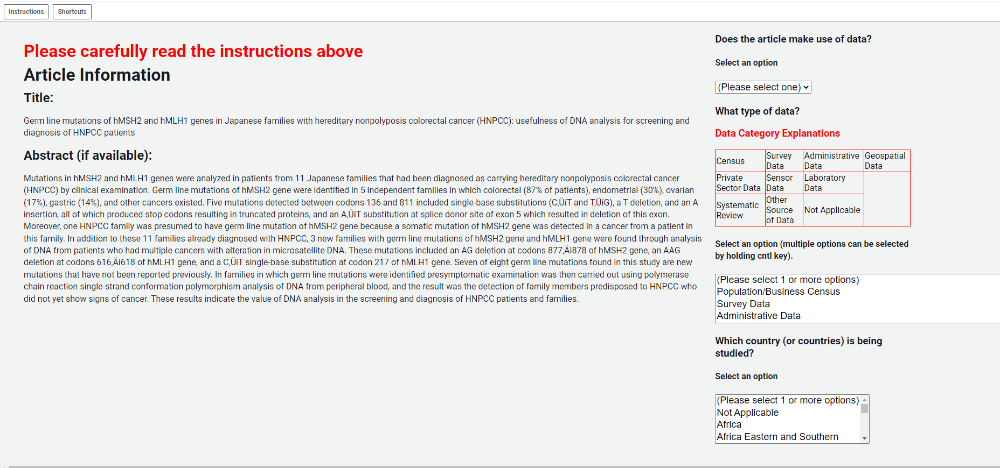 Instructions
Shortcuts
Please carefully read the instructions above
Article Information
Title:
Germ line mutations of hMSH2 and hMLH1 genes in Japanese families with hereditary nonpolyposis colorectal cancer (HNPCC): usefulness of DNA analysis for screening and
diagnosis of HNPCC patients
Abstract (if available):
Mutations in hMSH2 and hMLH1 genes were analyzed in patients from 11 Japanese families that had been diagnosed as carrying hereditary nonpolyposis colorectal cancer
(HNPCC) by clinical examination. Germ line mutations of hMSH2 gene were identified in 5 independent families in which colorectal (87% of patients), endometrial (30%), ovarian
(17%), gastric (14%), and other cancers existed. Five mutations detected between codons 136 and 811 included single-base substitutions (C‚ÜíT and T‚ÜíG), a T deletion, and an A
insertion, all of which produced stop codons resulting in truncated proteins, and an A‚ÜíT substitution at splice donor site of exon 5 which resulted in deletion of this exon.
Moreover, one HNPCC family was presumed to have germ line mutation of hMSH2 gene because a somatic mutation of hMSH2 gene was detected in a cancer from a patient in
this family. In addition to these 11 families already diagnosed with HNPCC, 3 new families with germ line mutations of hMSH2 gene and hMLH1 gene were found through analysis
of DNA from patients who had multiple cancers with alteration in microsatellite DNA. These mutations included an AG deletion at codons 877‚Äì878 of hMSH2 gene, an AAG
deletion at codons 616‚Äì618 of hMLH1 gene, and a C‚ÜíT single-base substitution at codon 217 of hMLH1 gene. Seven of eight germ line mutations found in this study are new
mutations that have not been reported previously. In families in which germ line mutations were identified presymptomatic examination was then carried out using polymerase
chain reaction single-strand conformation polymorphism analysis of DNA from peripheral blood, and the result was the detection of family members predisposed to HNPCC who
did not yet show signs of cancer. These results indicate the value of DNA analysis in the screening and diagnosis of HNPCC patients and families.
Does the article make use of data?
Select an option
(Please select one)
What type of data?
Data Category Explanations
Census
Survey
Data
Administrative
Data
Geospatial
Data
Private
Sector Data
Sensor
Data
Laboratory
Data
Systematic
Review
Other
Source
of Data
Not Applicable
Select an option (multiple options can be selected
by holding cntl key).
(Please select 1 or more options)
Population/Business Census
Survey Data
Administrative Data
Which country (or countries) is being
studied?
Select an option
(Please select 1 or more options)
Not Applicable
Africa
Africa Eastern and Southern